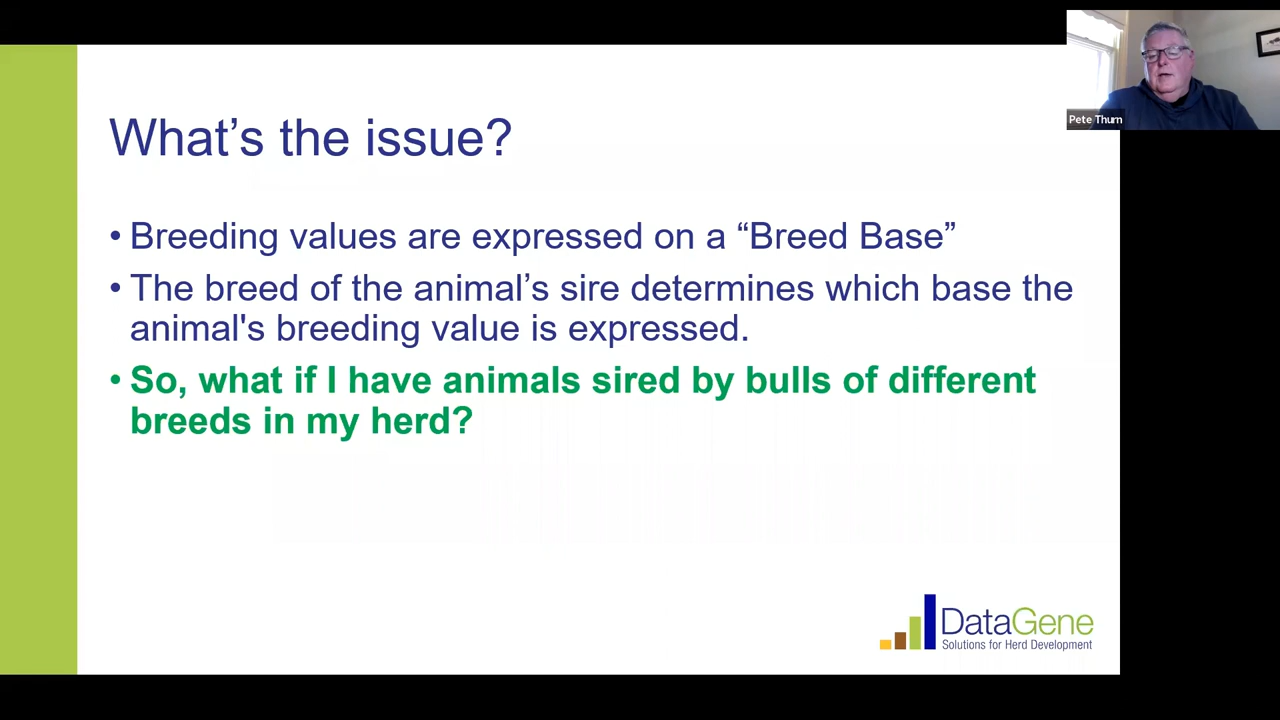 Pete Thurn
What’s the issue?
• Breeding values are expressed on a “Breed Base”
• The breed of the animal’s sire determines which base the
animal's breeding value is expressed.
• So, what if I have animals sired by bulls of different
breeds in my herd?
DataGene
Solutions for Herd Development